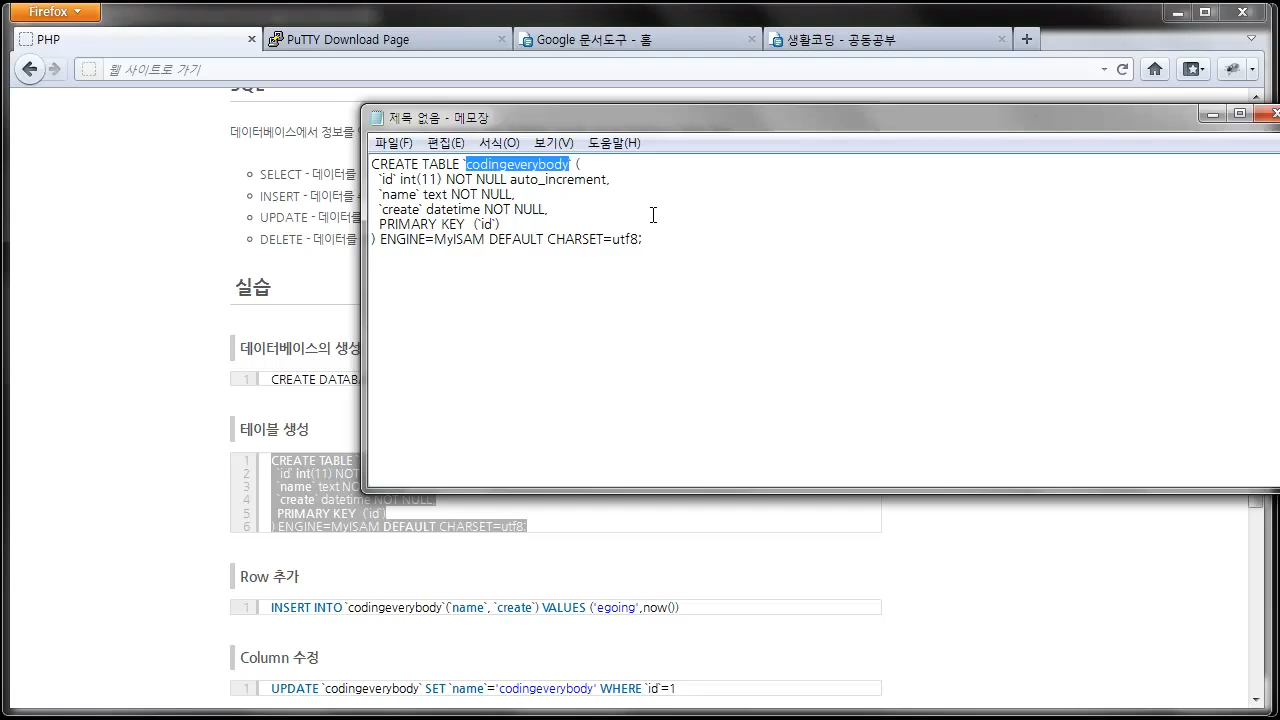 Firefox
PHP
PuTTY Download Page
Google 문서도구 - 홈
생활코딩 - 공동공부
웹 사이트로 가기
데이터베이스에서 정보를
SELECT - 데이터를
INSERT - 데이터를
UPDATE - 데이터를
DELETE - 데이터를
실습
데이터베이스의 생성
1 CREATE DATAB
테이블 생성
1 CREATE TABLE `
2 `id` int(11) NOT
3 `name` text NO
4 `create` datetime NOT NULL,
5 PRIMARY KEY (`id`)
6 ) ENGINE=MyISAM DEFAULT CHARSET=utf8;
Row 추가
1 INSERT INTO `codingeverybody`(`name`, `create`) VALUES ('egoing',now())
Column 수정
1 UPDATE `codingeverybody` SET `name`='codingeverybody' WHERE `id`=1
제목 없음 - 메모장
파일(F) 편집(E) 서식(O) 보기(V) 도움말(H)
CREATE TABLE `codingeverybody` (
`id` int(11) NOT NULL auto_increment,
`name` text NOT NULL,
`create` datetime NOT NULL,
PRIMARY KEY (`id`)
) ENGINE=MyISAM DEFAULT CHARSET=utf8;